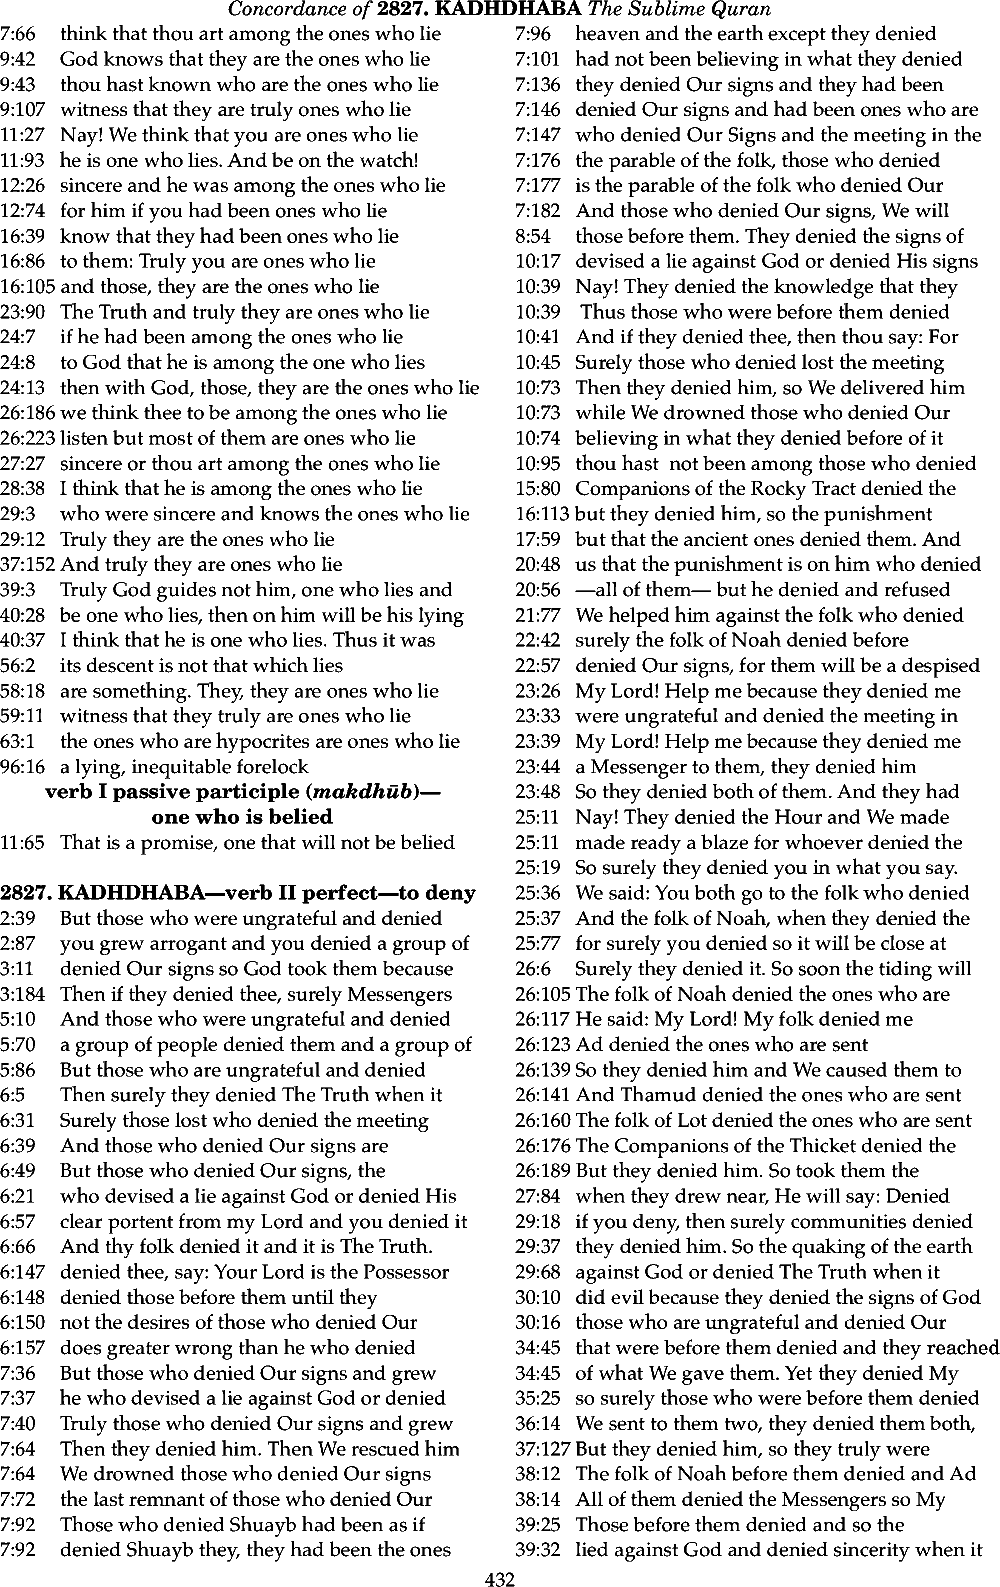 Concordance of 2827. KADHDHABA The Sublime Quran
7:66 think that thou art among the ones who lie
9:42 God knows that they are the ones who lie
9:43 thou hast known who are the ones who lie
9:107 witness that they are truly ones who lie
11:27 Nay! We think that you are ones who lie
11:93 he is one who lies. And be on the watch!
12:26 sincere and he was among the ones who lie
12:74 for him if you had been ones who lie
16:39 know that they had been ones who lie
16:86 to them: Truly you are ones who lie
16:105 and those, they are the ones who lie
23:90 The Truth and truly they are ones who lie
24:7 if he had been among the ones who lie
24:8 to God that he is among the one who lies
24:13 then with God, those, they are the ones who lie
26:186 we think thee to be among the ones who lie
26:223 listen but most of them are ones who lie
27:27 sincere or thou art among the ones who lie
28:38 I think that he is among the ones who lie
29:3 who were sincere and knows the ones who lie
29:12 Truly they are the ones who lie
37:152 And truly they are ones who lie
39:3 Truly God guides not him, one who lies and
40:28 be one who lies, then on him will be his lying
40:37 I think that he is one who lies. Thus it was
56:2 its descent is not that which lies
58:18 are something. They, they are ones who lie
59:11 witness that they truly are ones who lie
63:1 the ones who are hypocrites are ones who lie
96:16 a lying, inequitable forelock
verb I passive participle (makdhūb)—
one who is belied
11:65 That is a promise, one that will not be belied
2827. KADHDHABA—verb II perfect—to deny
2:39 But those who were ungrateful and denied
2:87 you grew arrogant and you denied a group of
3:11 denied Our signs so God took them because
3:184 Then if they denied thee, surely Messengers
5:10 And those who were ungrateful and denied
5:70 a group of people denied them and a group of
5:86 But those who are ungrateful and denied
6:5 Then surely they denied The Truth when it
6:31 Surely those lost who denied the meeting
6:39 And those who denied Our signs are
6:49 But those who denied Our signs, the
6:21 who devised a lie against God or denied His
6:57 clear portent from my Lord and you denied it
6:66 And thy folk denied it and it is The Truth.
6:147 denied thee, say: Your Lord is the Possessor
6:148 denied those before them until they
6:150 not the desires of those who denied Our
6:157 does greater wrong than he who denied
7:36 But those who denied Our signs and grew
7:37 he who devised a lie against God or denied
7:40 Truly those who denied Our signs and grew
7:64 Then they denied him. Then We rescued him
7:64 We drowned those who denied Our signs
7:72 the last remnant of those who denied Our
7:92 Those who denied Shuayb had been as if
7:92 denied Shuayb they, they had been the ones
7:96 heaven and the earth except they denied
7:101 had not been believing in what they denied
7:136 they denied Our signs and they had been
7:146 denied Our signs and had been ones who are
7:147 who denied Our Signs and the meeting in the
7:176 the parable of the folk, those who denied
7:177 is the parable of the folk who denied Our
7:182 And those who denied Our signs, We will
8:54 those before them. They denied the signs of
10:17 devised a lie against God or denied His signs
10:39 Nay! They denied the knowledge that they
10:39 Thus those who were before them denied
10:41 And if they denied thee, then thou say: For
10:45 Surely those who denied lost the meeting
10:73 Then they denied him, so We delivered him
10:73 while We drowned those who denied Our
10:74 believing in what they denied before of it
10:95 thou hast not been among those who denied
15:80 Companions of the Rocky Tract denied the
16:113 but they denied him, so the punishment
17:59 but that the ancient ones denied them. And
20:48 us that the punishment is on him who denied
20:56 —all of them— but he denied and refused
21:77 We helped him against the folk who denied
22:42 surely the folk of Noah denied before
22:57 denied Our signs, for them will be a despised
23:26 My Lord! Help me because they denied me
23:33 were ungrateful and denied the meeting in
23:39 My Lord! Help me because they denied me
23:44 a Messenger to them, they denied him
23:48 So they denied both of them. And they had
25:11 Nay! They denied the Hour and We made
25:11 made ready a blaze for whoever denied the
25:19 So surely they denied you in what you say.
25:36 We said: You both go to the folk who denied
25:37 And the folk of Noah, when they denied the
25:77 for surely you denied so it will be close at
26:6 Surely they denied it. So soon the tiding will
26:105 The folk of Noah denied the ones who are
26:117 He said: My Lord! My folk denied me
26:123 Ad denied the ones who are sent
26:139 So they denied him and We caused them to
26:141 And Thamud denied the ones who are sent
26:160 The folk of Lot denied the ones who are sent
26:176 The Companions of the Thicket denied the
26:189 But they denied him. So took them the
27:84 when they drew near, He will say: Denied
29:18 if you deny, then surely communities denied
29:37 they denied him. So the quaking of the earth
29:68 against God or denied The Truth when it
30:10 did evil because they denied the signs of God
30:16 those who are ungrateful and denied Our
34:45 that were before them denied and they reached
34:45 of what We gave them. Yet they denied My
35:25 so surely those who were before them denied
36:14 We sent to them two, they denied them both,
37:127 But they denied him, so they truly were
38:12 The folk of Noah before them denied and Ad
38:14 All of them denied the Messengers so My
39:25 Those before them denied and so the
39:32 lied against God and denied sincerity when it
432